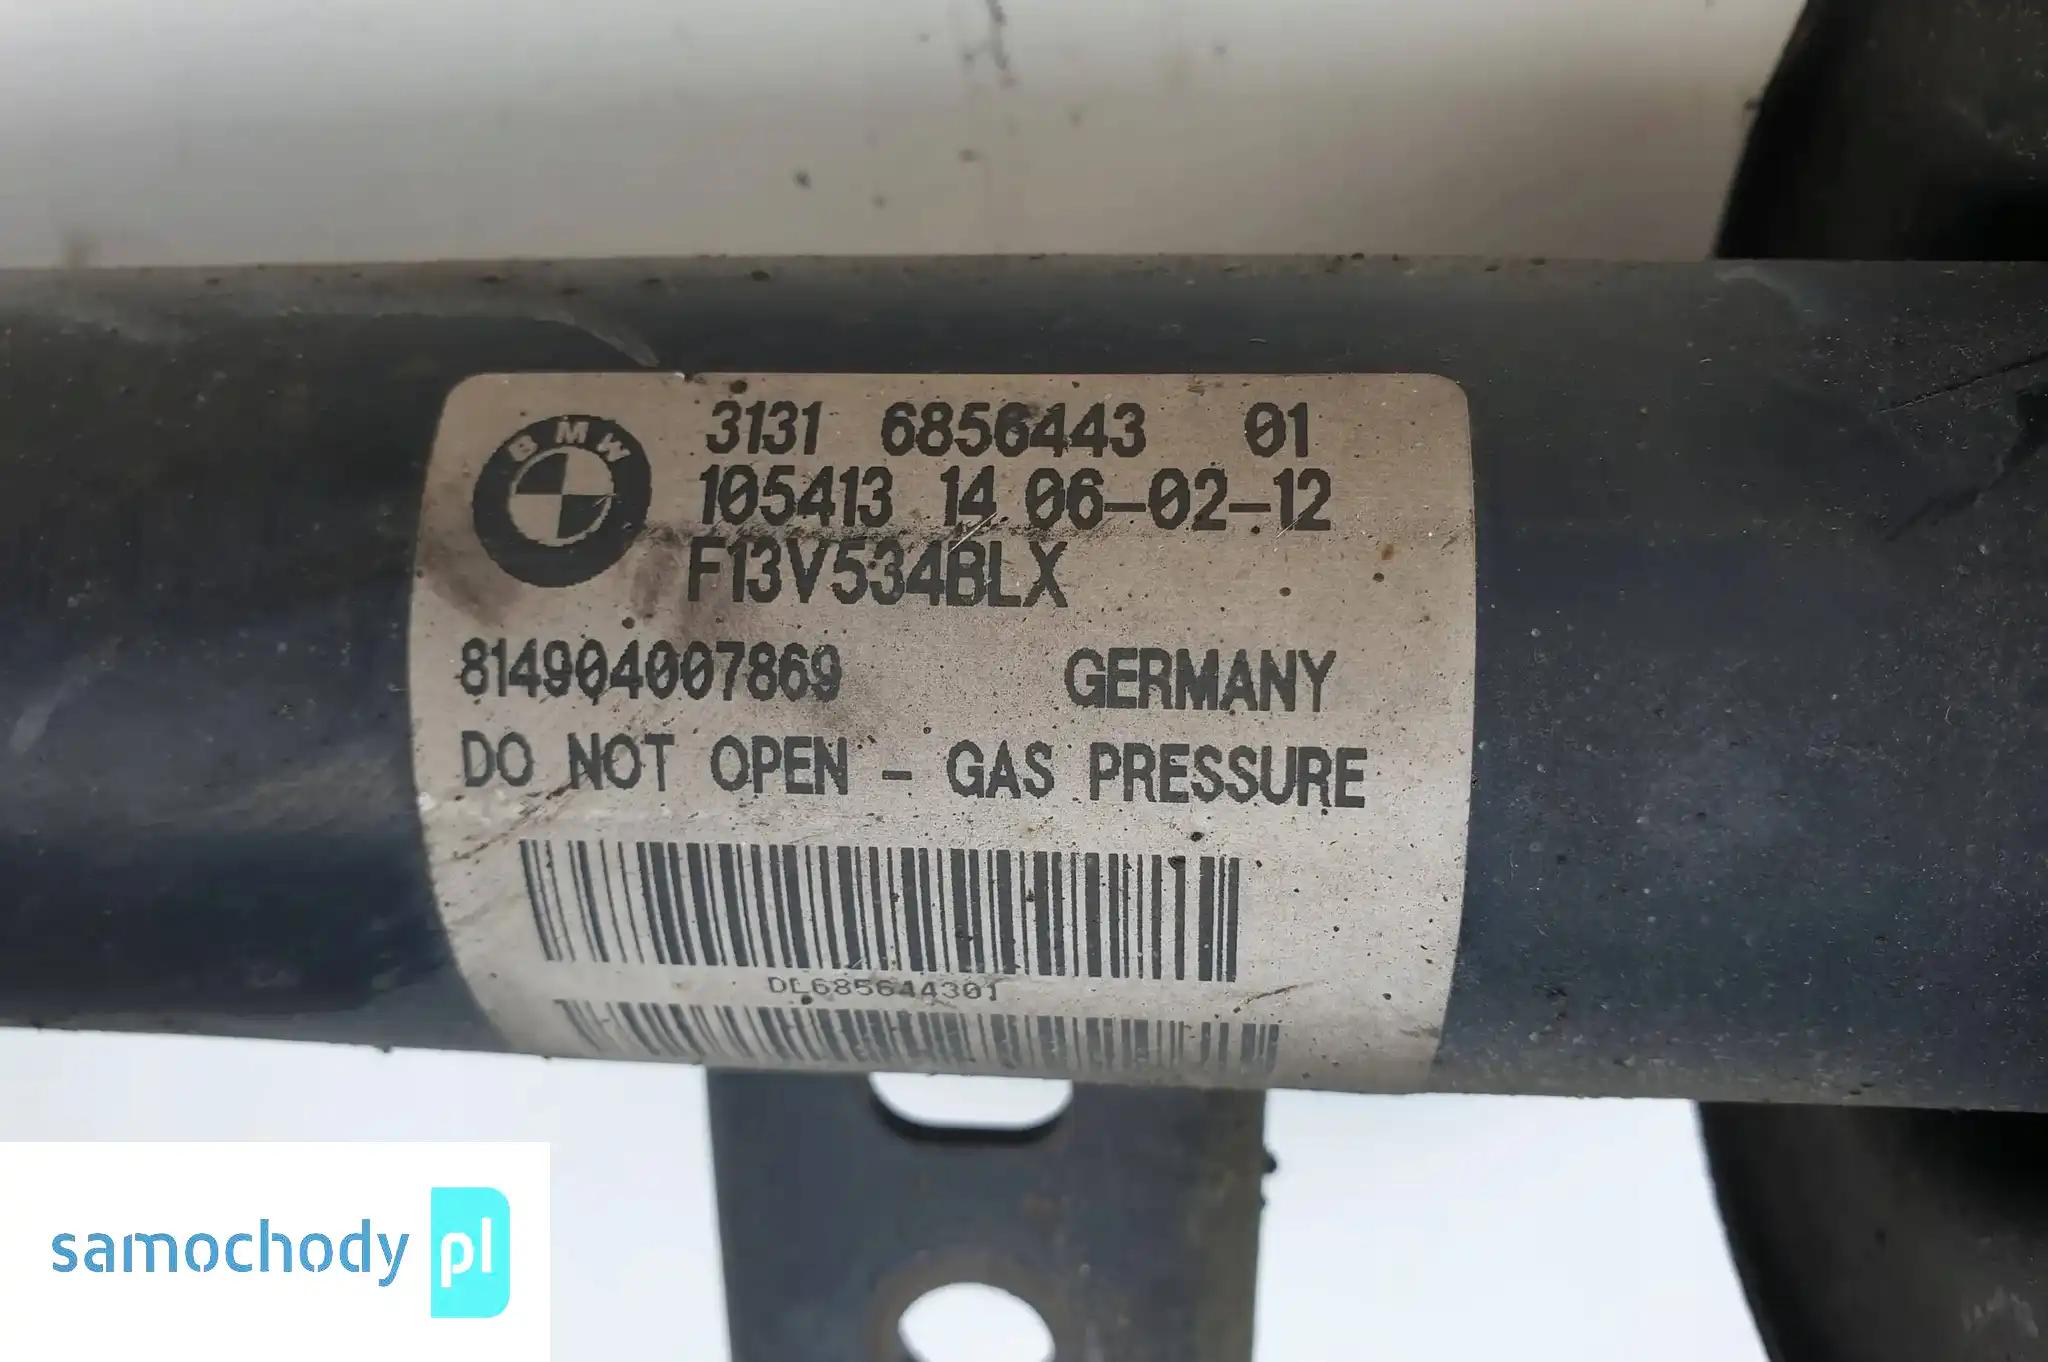 BMW
3131 6856443 01
105413 14 06-02-12
F13V534BLX
814904007869 GERMANY
DO NOT OPEN - GAS PRESSURE
DL685644301
samochody pl